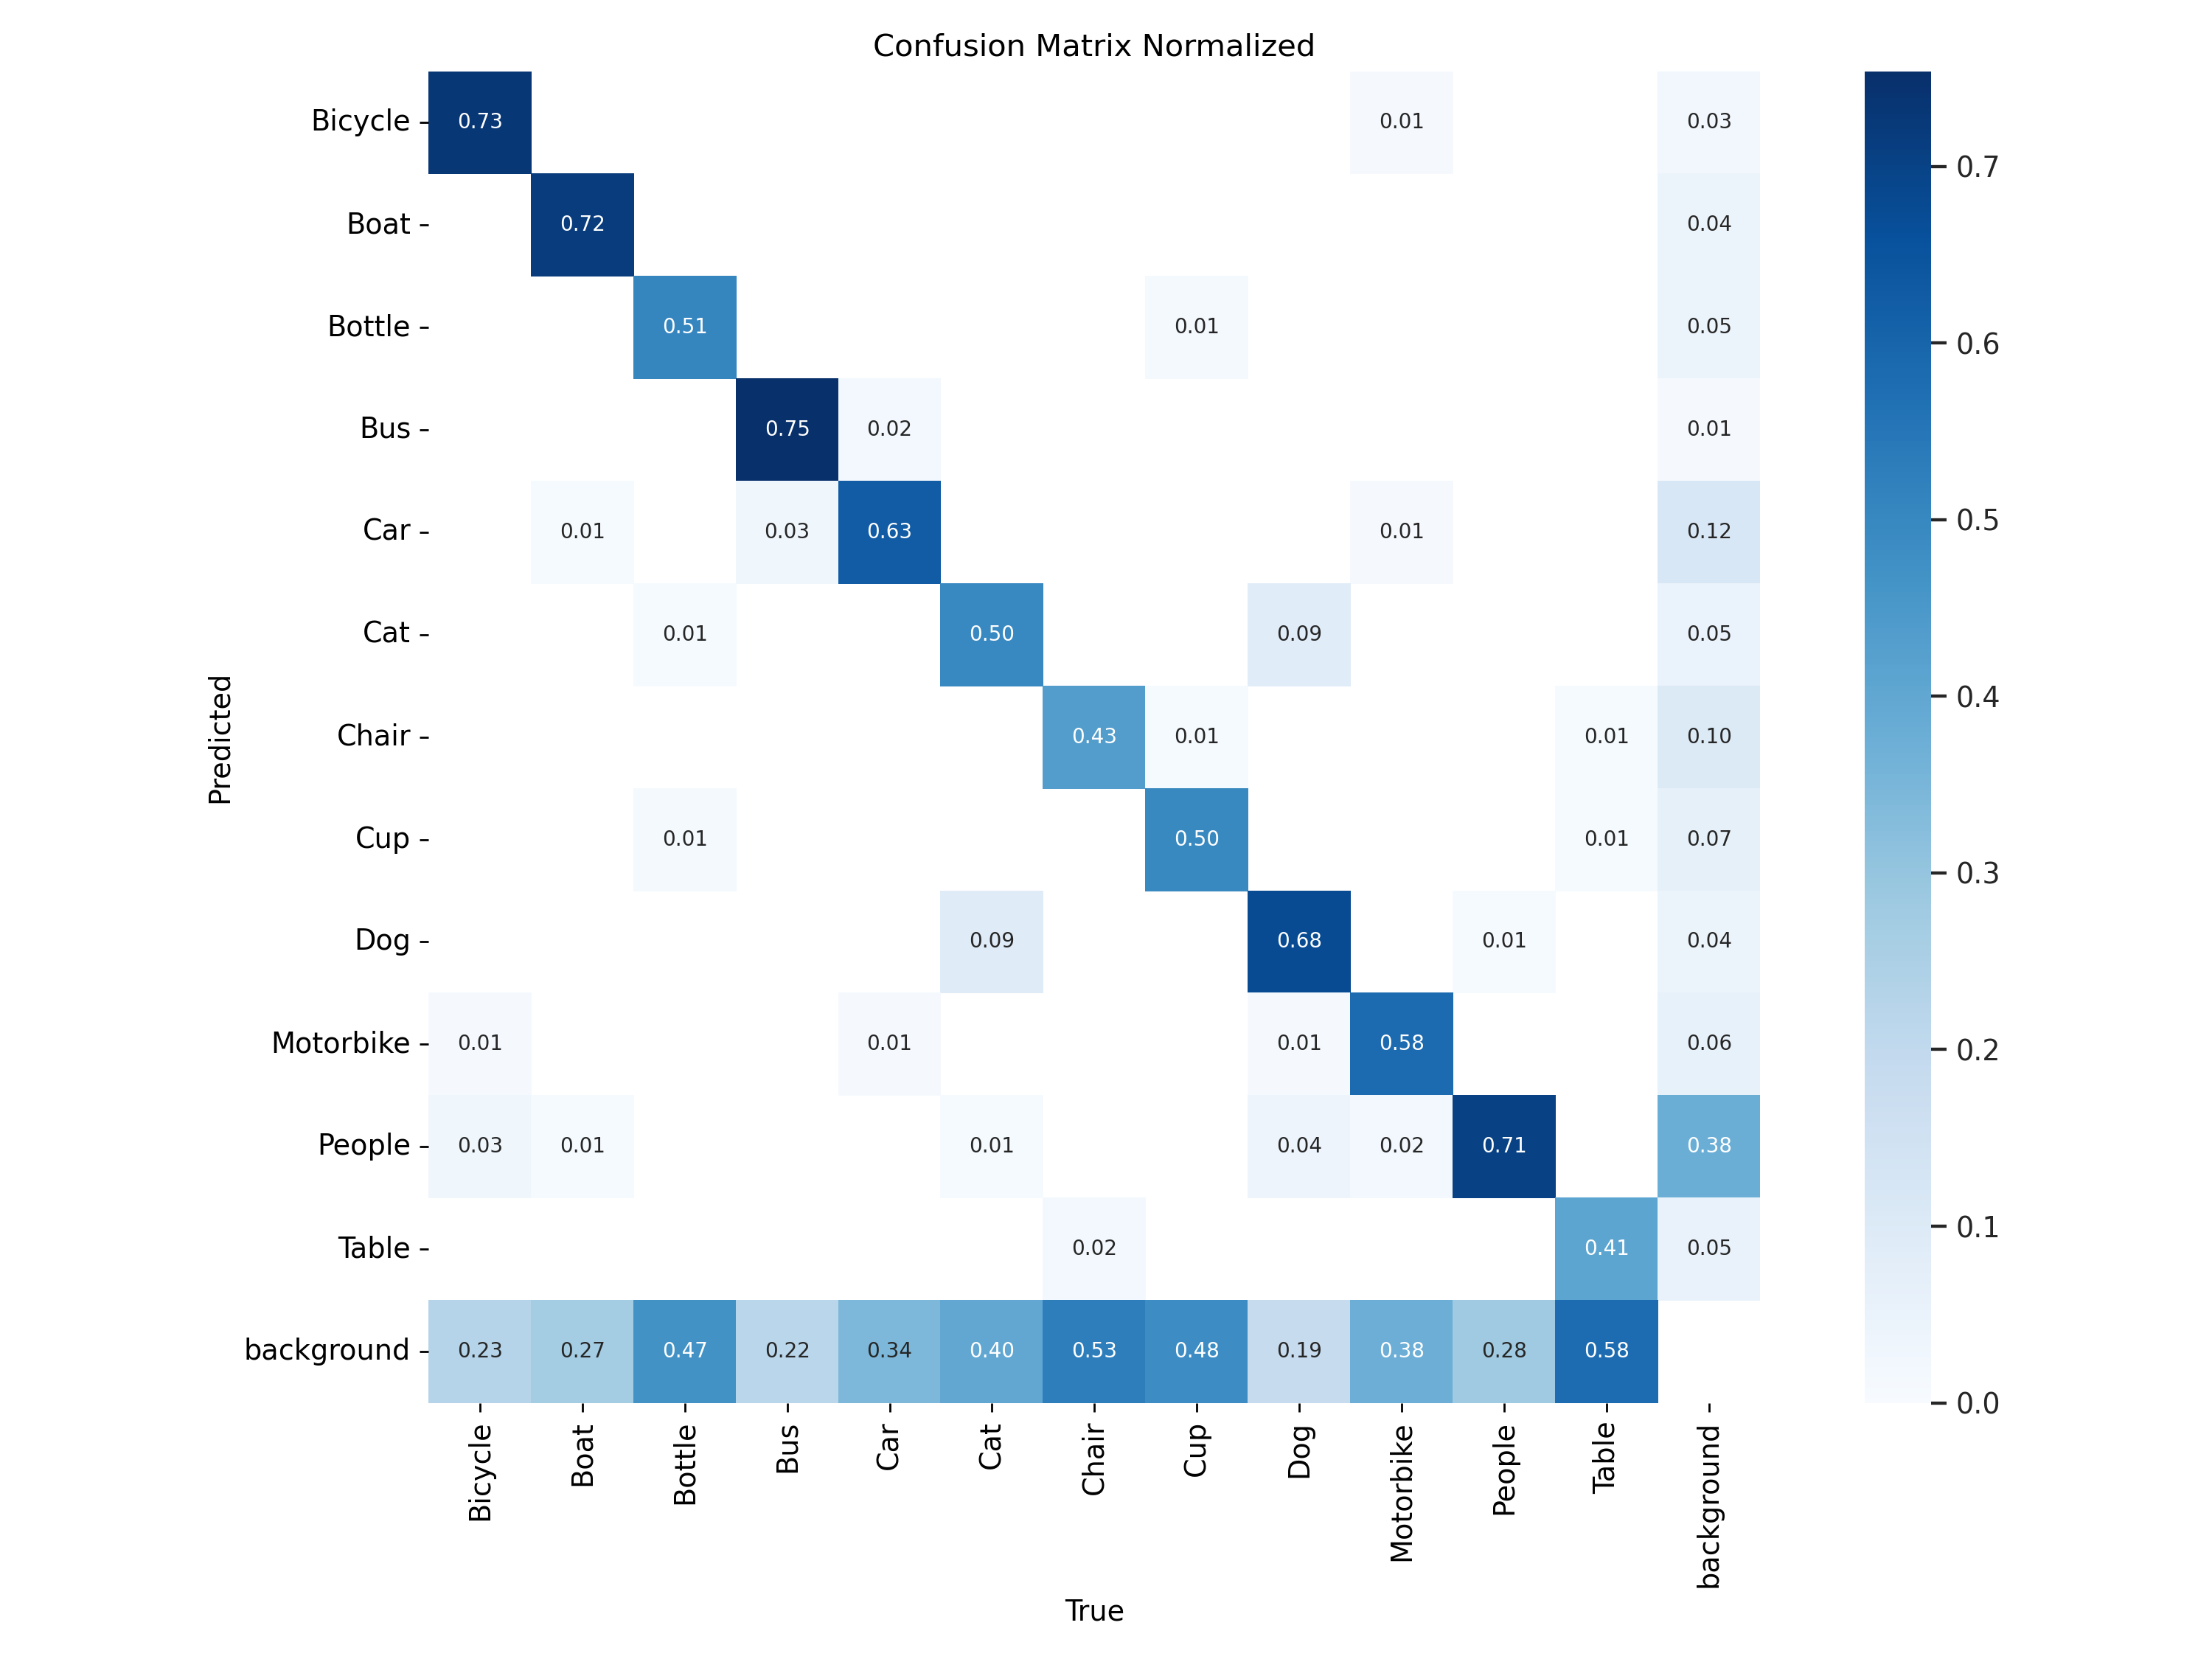 Confusion Matrix Normalized
Bicycle 0.73 0.01 0.03
Boat 0.72 0.04
Bottle 0.51 0.01 0.05
Bus 0.75 0.02 0.01
Car 0.01 0.03 0.63 0.01 0.12
Cat 0.01 0.50 0.09 0.05
Chair 0.43 0.01 0.01 0.10
Cup 0.01 0.50 0.01 0.07
Dog 0.09 0.68 0.01 0.04
Motorbike 0.01 0.01 0.01 0.58 0.06
People 0.03 0.01 0.01 0.04 0.02 0.71 0.38
Table 0.02 0.41 0.05
background 0.23 0.27 0.47 0.22 0.34 0.40 0.53 0.48 0.19 0.38 0.28 0.58
Predicted
Bicycle Boat Bottle Bus Car Cat Chair Cup Dog Motorbike People Table background
True
0.7
0.6
0.5
0.4
0.3
0.2
0.1
0.0